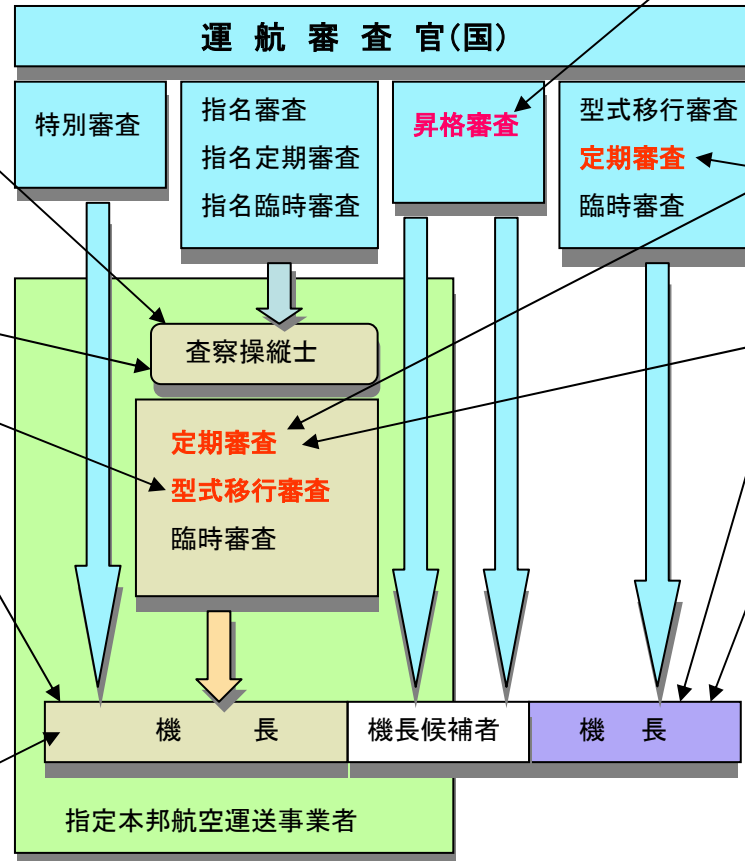 運 航 審 査 官(国)
特別審査
指名審査
指名定期審査
指名臨時審査
昇格審査
型式移行審査
定期審査
臨時審査
査察操縦士
定期審査
型式移行審査
臨時審査
機 長
機長候補者
機 長
指定本邦航空運送事業者